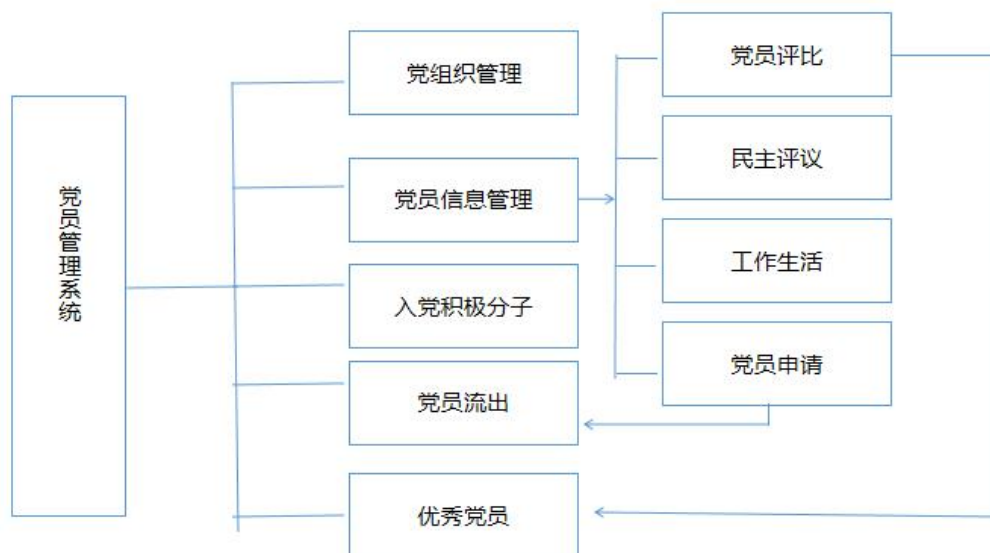 党员管理系统
党组织管理
党员信息管理
入党积极分子
党员流出
优秀党员
党员评比
民主评议
工作生活
党员申请